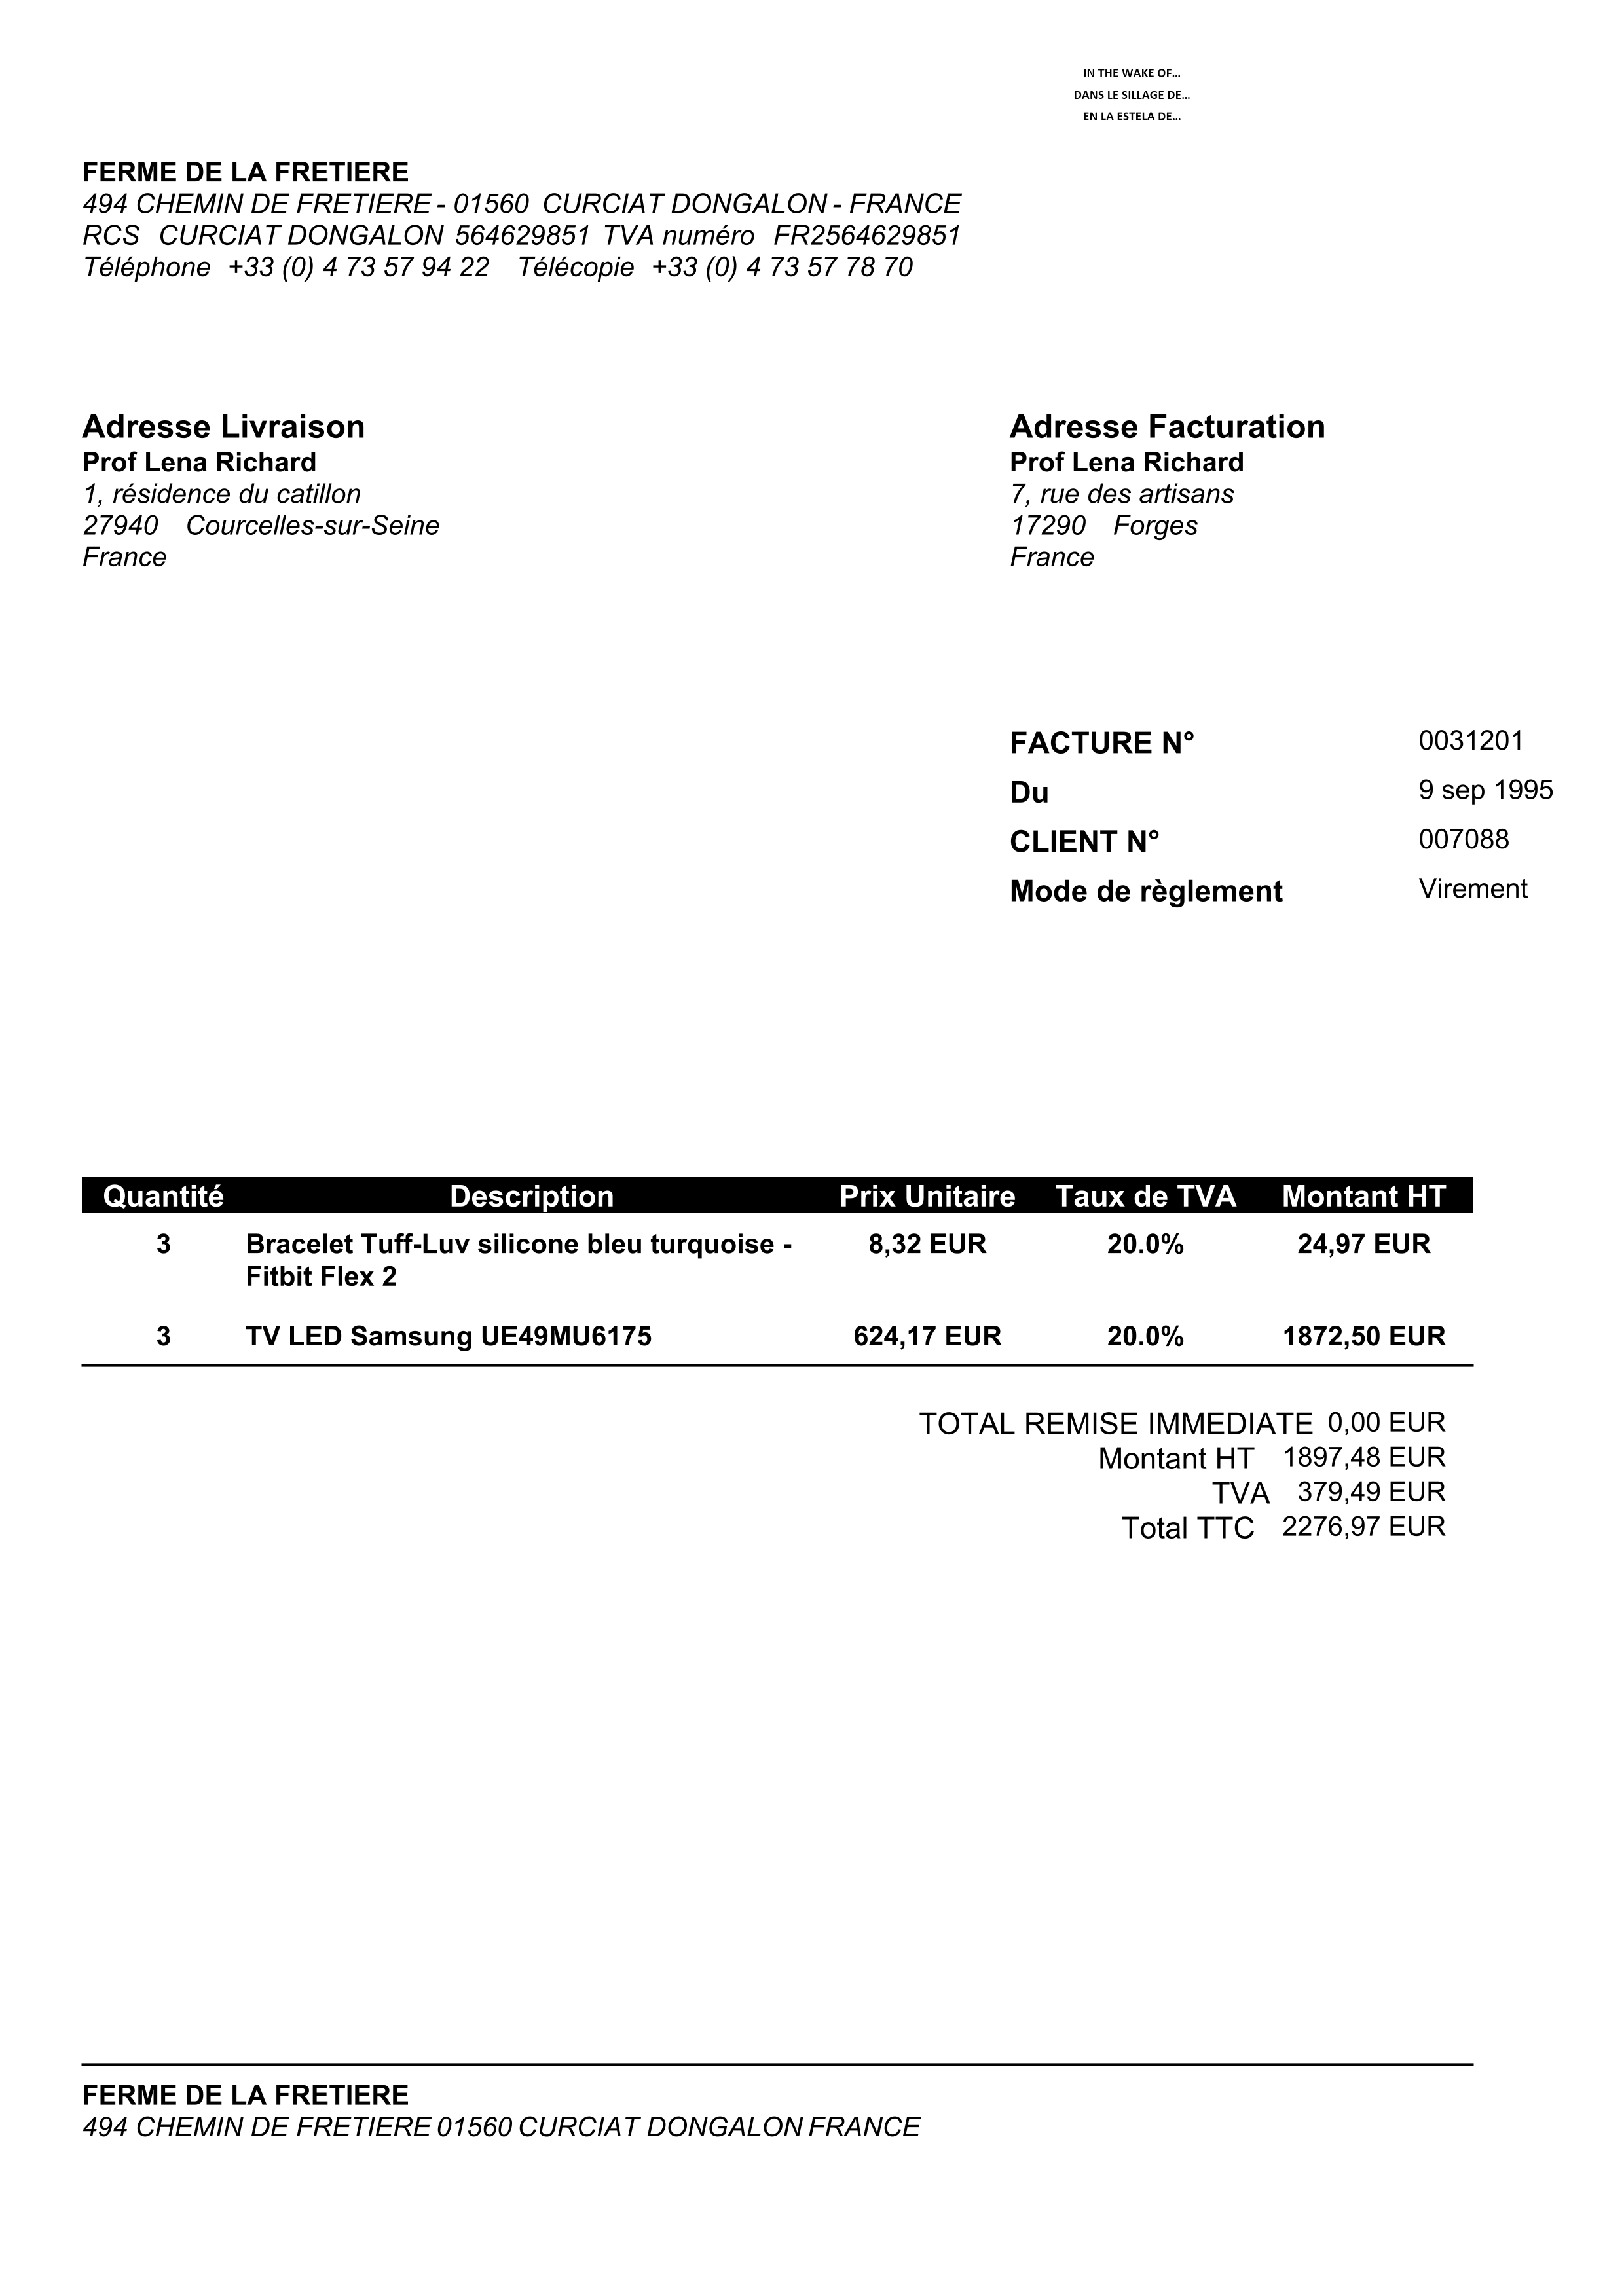 IN THE WAKE OF...
DANS LE SILLAGE DE...
EN LA ESTELA DE...
FERME DE LA FRETIERE
494 CHEMIN DE FRETIERE - 01560 CURCIAT DONGALON - FRANCE
RCS CURCIAT DONGALON 564629851 TVA numéro FR2564629851
Téléphone +33 (0) 4 73 57 94 22 Télécopie +33 (0) 4 73 57 78 70
Adresse Livraison
Prof Lena Richard
1, résidence du catillon
27940 Courcelles-sur-Seine
France
Adresse Facturation
Prof Lena Richard
7, rue des artisans
17290 Forges
France
FACTURE N° 0031201
Du 9 sep 1995
CLIENT N° 007088
Mode de règlement Virement
Quantité Description Prix Unitaire Taux de TVA Montant HT
3 Bracelet Tuff-Luv silicone bleu turquoise - 8,32 EUR 20.0% 24,97 EUR
Fitbit Flex 2
3 TV LED Samsung UE49MU6175 624,17 EUR 20.0% 1872,50 EUR
TOTAL REMISE IMMEDIATE 0,00 EUR
Montant HT 1897,48 EUR
TVA 379,49 EUR
Total TTC 2276,97 EUR
FERME DE LA FRETIERE
494 CHEMIN DE FRETIERE 01560 CURCIAT DONGALON FRANCE